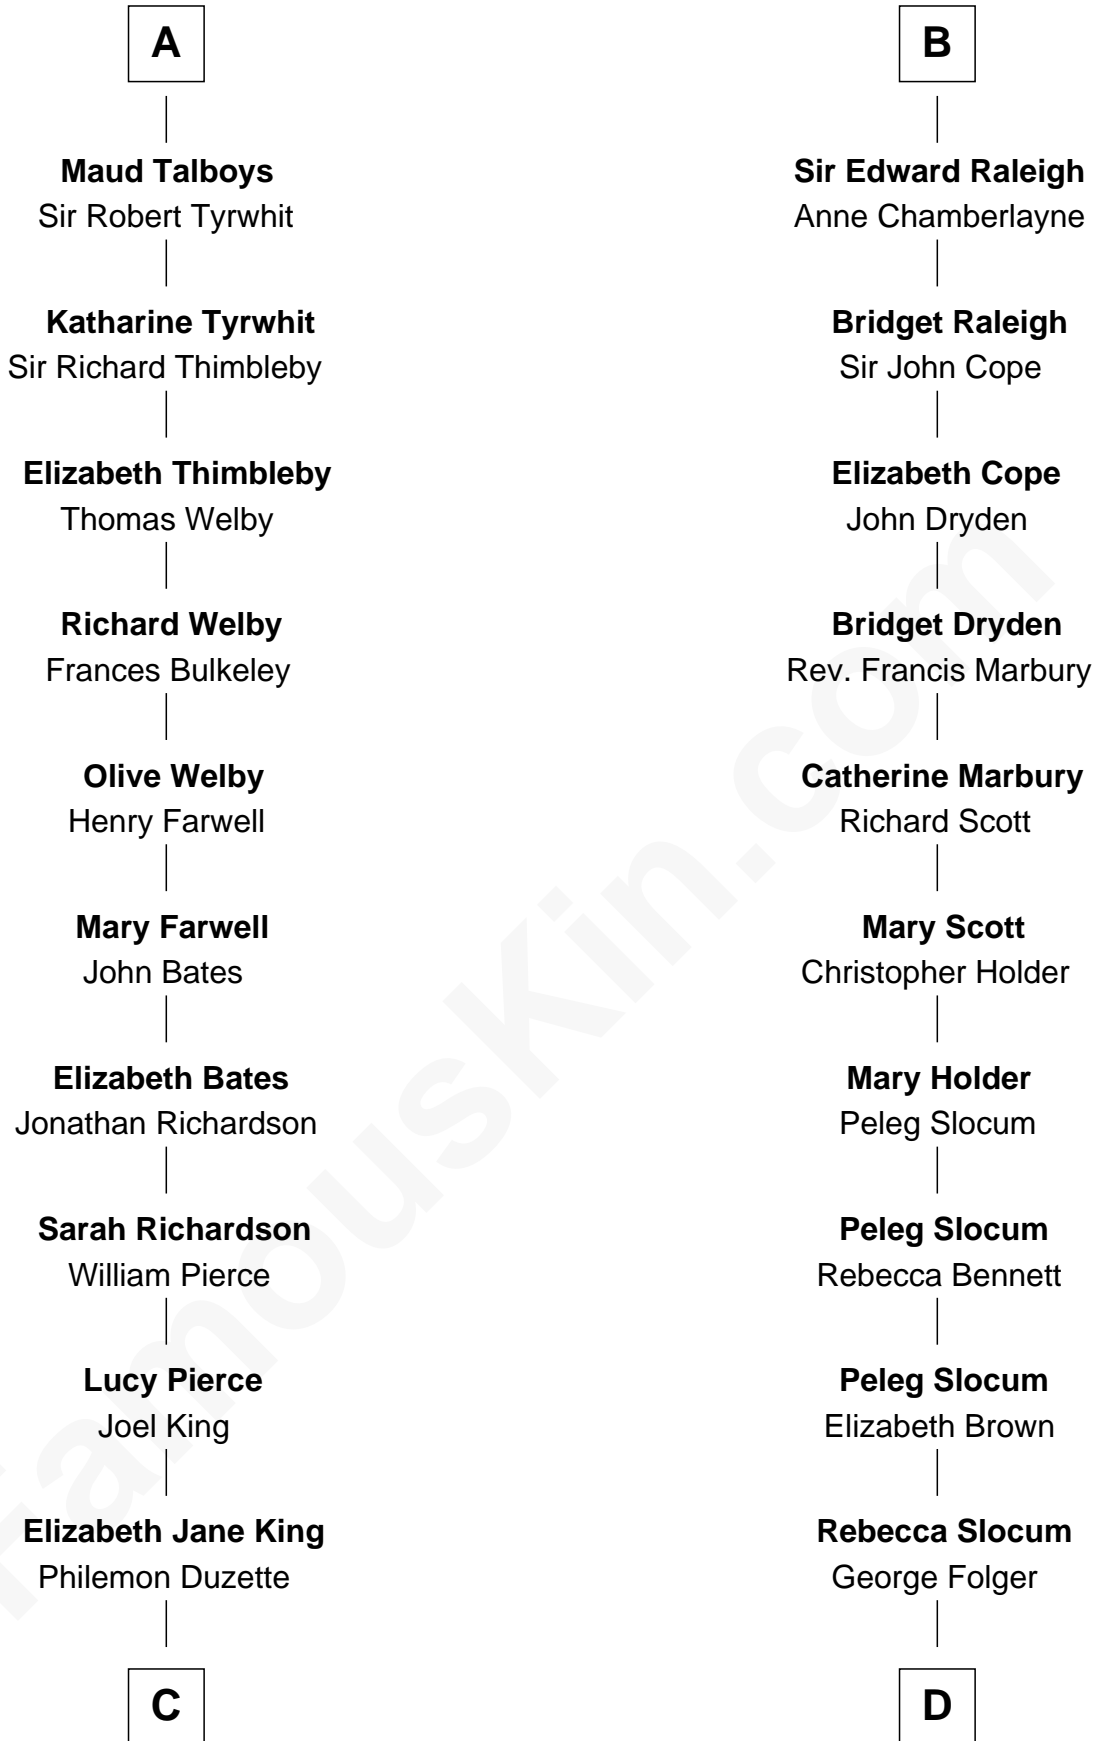 A
Maud Talboys
Sir Robert Tyrwhit
Katharine Tyrwhit
Sir Richard Thimbleby
Elizabeth Thimbleby
Thomas Welby
Richard Welby
Frances Bulkeley
Olive Welby
Henry Farwell
Mary Farwell
John Bates
Elizabeth Bates
Jonathan Richardson
Sarah Richardson
William Pierce
Lucy Pierce
Joel King
Elizabeth Jane King
Philemon Duzette
C
B
Sir Edward Raleigh
Anne Chamberlayne
Bridget Raleigh
Sir John Cope
Elizabeth Cope
John Dryden
Bridget Dryden
Rev. Francis Marbury
Catherine Marbury
Richard Scott
Mary Scott
Christopher Holder
Mary Holder
Peleg Slocum
Peleg Slocum
Rebecca Bennett
Peleg Slocum
Elizabeth Brown
Rebecca Slocum
George Folger
D
FamousKin.com